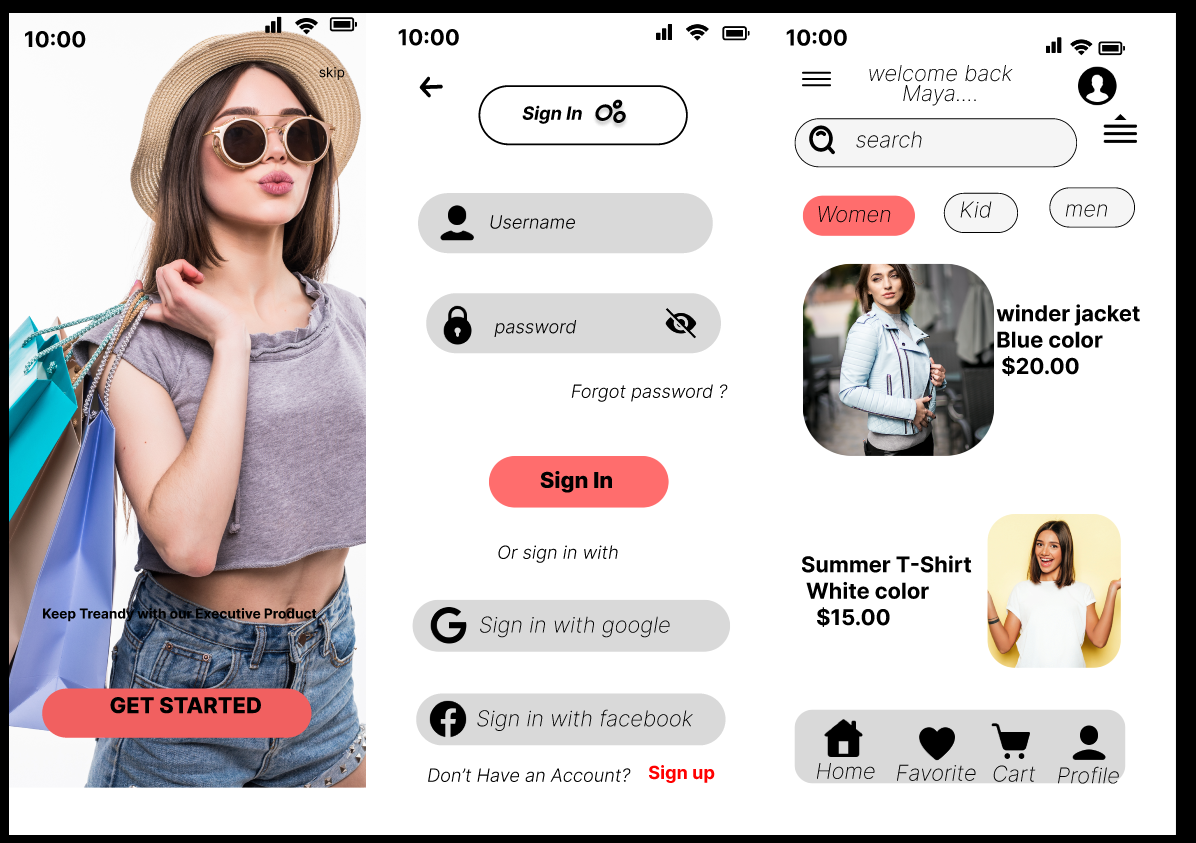 10:00
skip
Keep Treandy with our Executive Product
GET STARTED
10:00
Sign In
Username
password
Forgot password ?
Sign In
Or sign in with
Sign in with google
Sign in with facebook
Don't Have an Account? Sign up
10:00
welcome back
Maya....
search
Women Kid men
winder jacket
Blue color
$20.00
Summer T-Shirt
White color
$15.00
Home Favorite Cart Profile